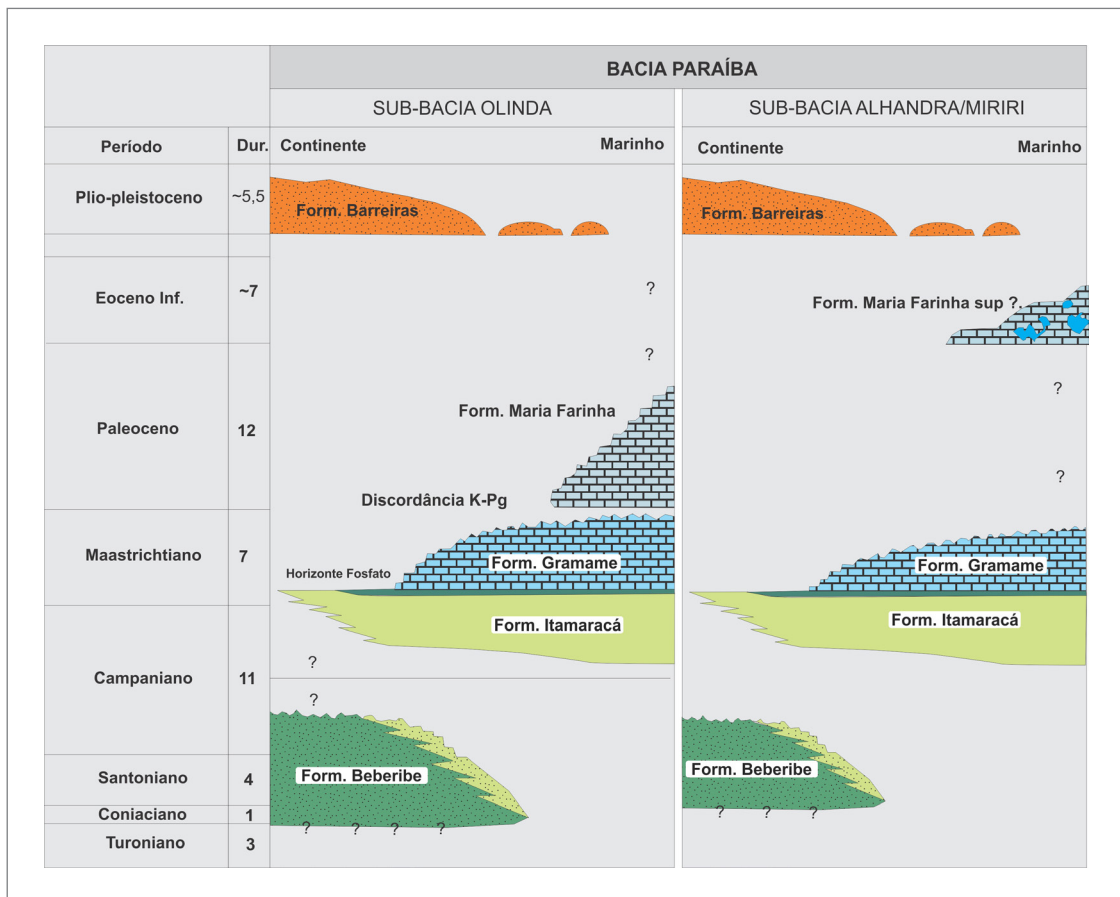 BACIA PARAÍBA
SUB-BACIA OLINDA
SUB-BACIA ALHANDRA/MIRIRI
Período
Dur.
Continente
Marinho
Continente
Marinho
Plio-pleistoceno
~5,5
Form. Barreiras
Form. Barreiras
Eoceno Inf.
~7
?
Form. Maria Farinha sup ?.
?
Paleoceno
12
Form. Maria Farinha
?
Discordância K-Pg
?
Maastrichtiano
7
Horizonte Fosfato
Form. Gramame
Form. Gramame
Form. Itamaracá
Form. Itamaracá
Campaniano
11
?
?
Santoniano
4
Form. Beberibe
Form. Beberibe
Coniaciano
1
? ? ? ?
? ? ?
Turoniano
3